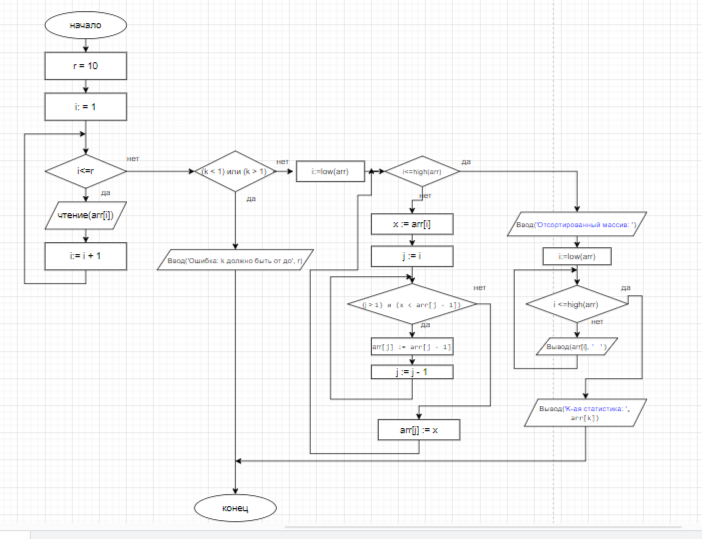 начало
r = 10
i: = 1
i<=r
нет
да
чтение(arr[i])
i:= i + 1
(k < 1) или (k > 1)
нет
да
Ввод('Ошибка: k должно быть от до', r)
i:=low(arr)
i<=high(arr)
да
нет
x := arr[i]
j := i
(j > 1) и (x < arr[j - 1])
нет
да
arr[j] := arr[j - 1]
j := j - 1
arr[j] := x
Ввод('Отсортированный массив: ')
i:=low(arr)
i <=high(arr)
да
нет
Вывод(arr[i], ' ')
Вывод('К-ая статистика: ',
arr[k])
конец